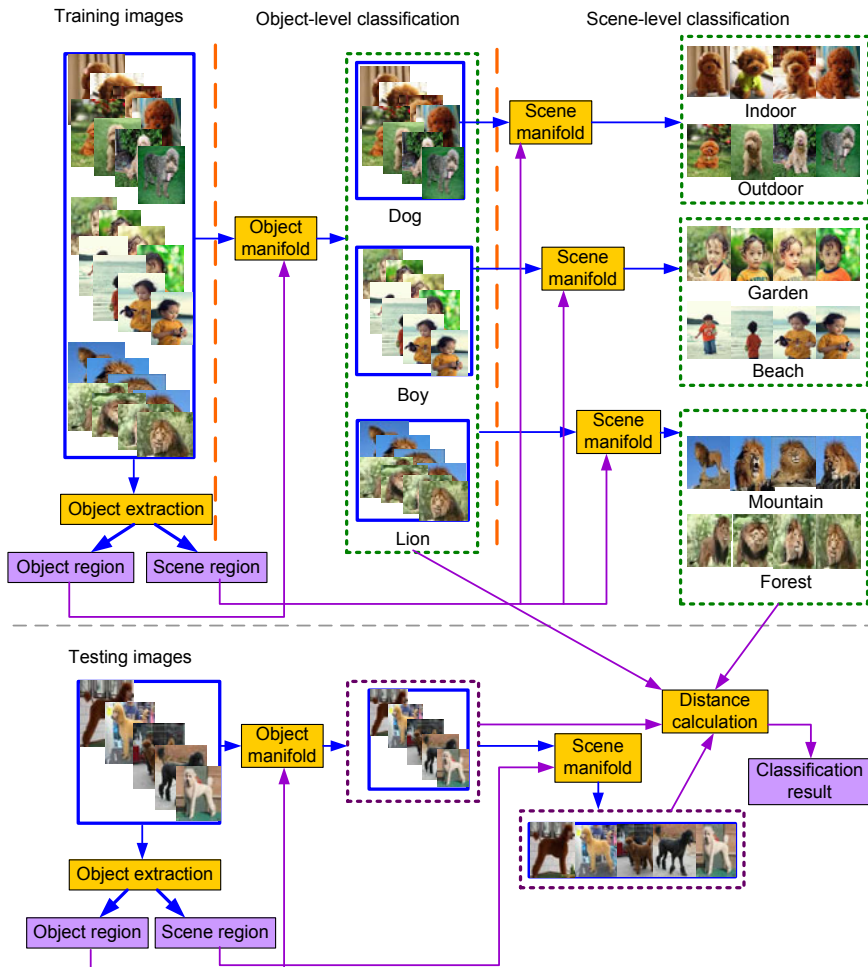 Training images
Object-level classification
Scene-level classification
Scene
manifold
Indoor
Outdoor
Dog
Object
manifold
Scene
manifold
Garden
Beach
Boy
Scene
manifold
Mountain
Forest
Lion
Object extraction
Object region
Scene region
Testing images
Object
manifold
Scene
manifold
Distance
calculation
Classification
result
Object extraction
Object region
Scene region